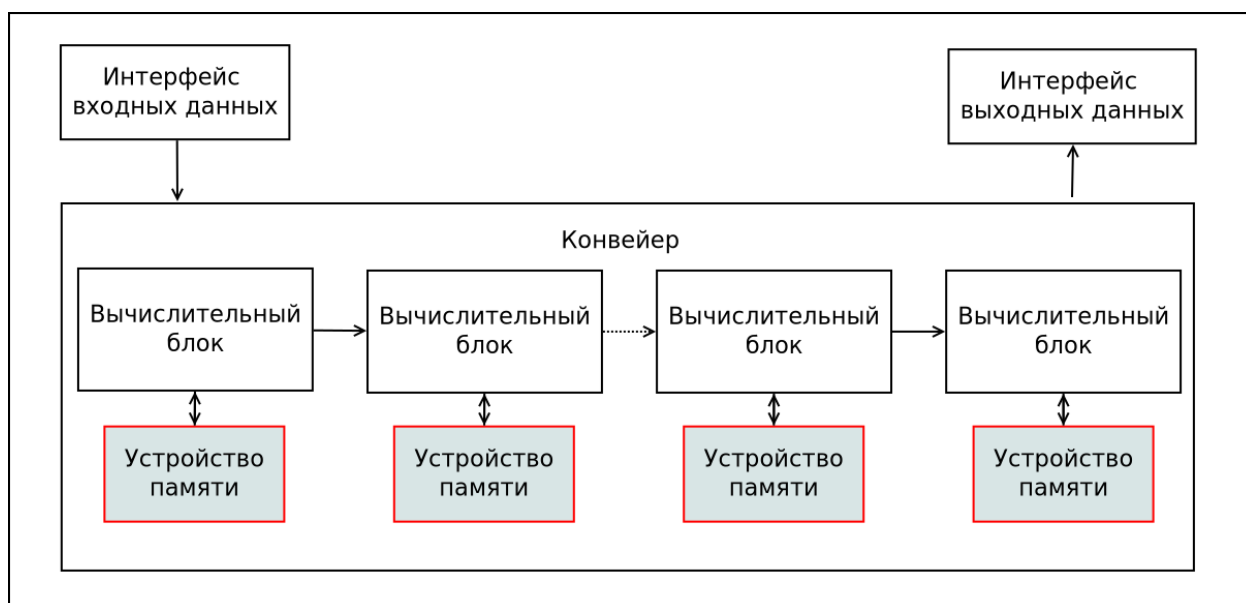 Интерфейс
входных данных
Интерфейс
выходных данных
Конвейер
Вычислительный
блок
Вычислительный
блок
Вычислительный
блок
Вычислительный
блок
Устройство
памяти
Устройство
памяти
Устройство
памяти
Устройство
памяти